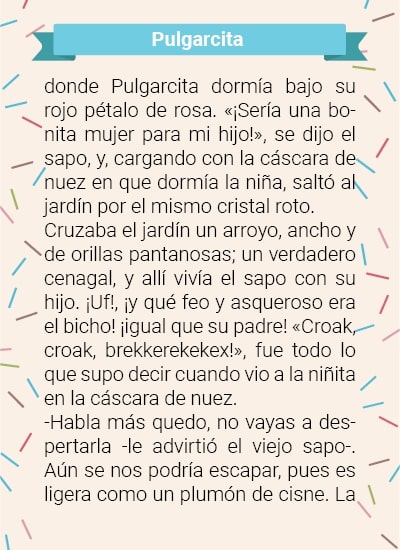 Pulgarcita
donde Pulgarcita dormía bajo su
rojo pétalo de rosa. «¡Sería una bo-
nita mujer para mi hijo!», se dijo el
sapo, y, cargando con la cáscara de
nuez en que dormía la niña, saltó al
jardín por el mismo cristal roto.
Cruzaba el jardín un arroyo, ancho y
de orillas pantanosas; un verdadero
cenagal, y allí vivía el sapo con su
hijo. ¡Uf!, ¡y qué feo y asqueroso era
el bicho! ¡igual que su padre! «Croak,
croak, brekkerekekex!», fue todo lo
que supo decir cuando vio a la niñita
en la cáscara de nuez.
-Habla más quedo, no vayas a des-
pertarla -le advirtió el viejo sapo-.
Aún se nos podría escapar, pues es
ligera como un plumón de cisne. La